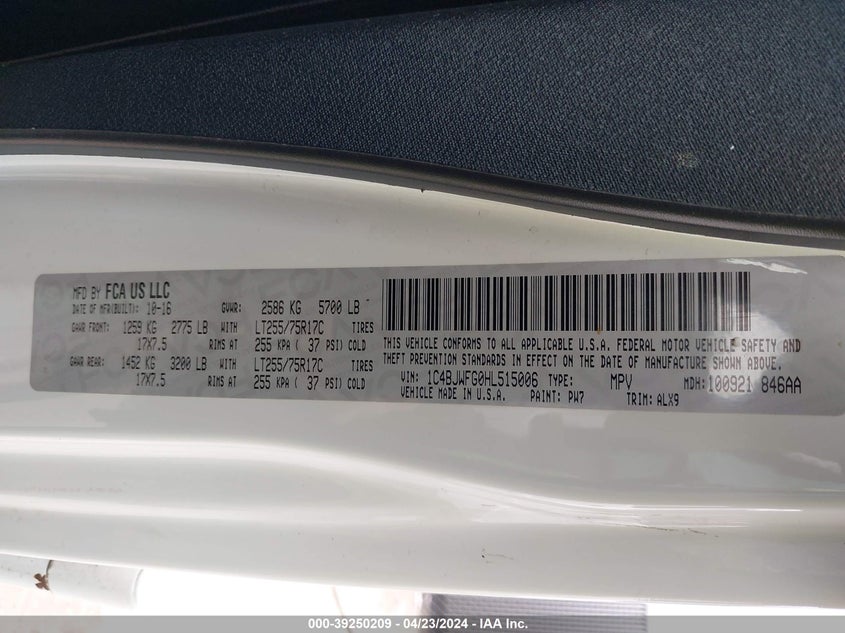 MFD BY FCA US LLC
DATE OF MFR(BUILT): 10-16 GVWR: 2586 KG 5700 LB
GAWR FRONT: 1259 KG 2775 LB WITH LT255/75R17C TIRES
17X7.5 RIMS AT 255 KPA ( 37 PSI) COLD
GAWR REAR: 1452 KG 3200 LB WITH LT255/75R17C TIRES
17X7.5 RIMS AT 255 KPA ( 37 PSI) COLD
THIS VEHICLE CONFORMS TO ALL APPLICABLE U.S.A. FEDERAL MOTOR VEHICLE SAFETY AND
THEFT PREVENTION STANDARDS IN EFFECT ON THE DATE OF MANUFACTURE SHOWN ABOVE.
VIN: 1C4BJWFG0HL515006 TYPE: MPV MDH:100921 846AA
VEHICLE MADE IN U.S.A. PAINT: PW7 TRIM: ALX9
000-39250209 - 04/23/2024 - IAA Inc.